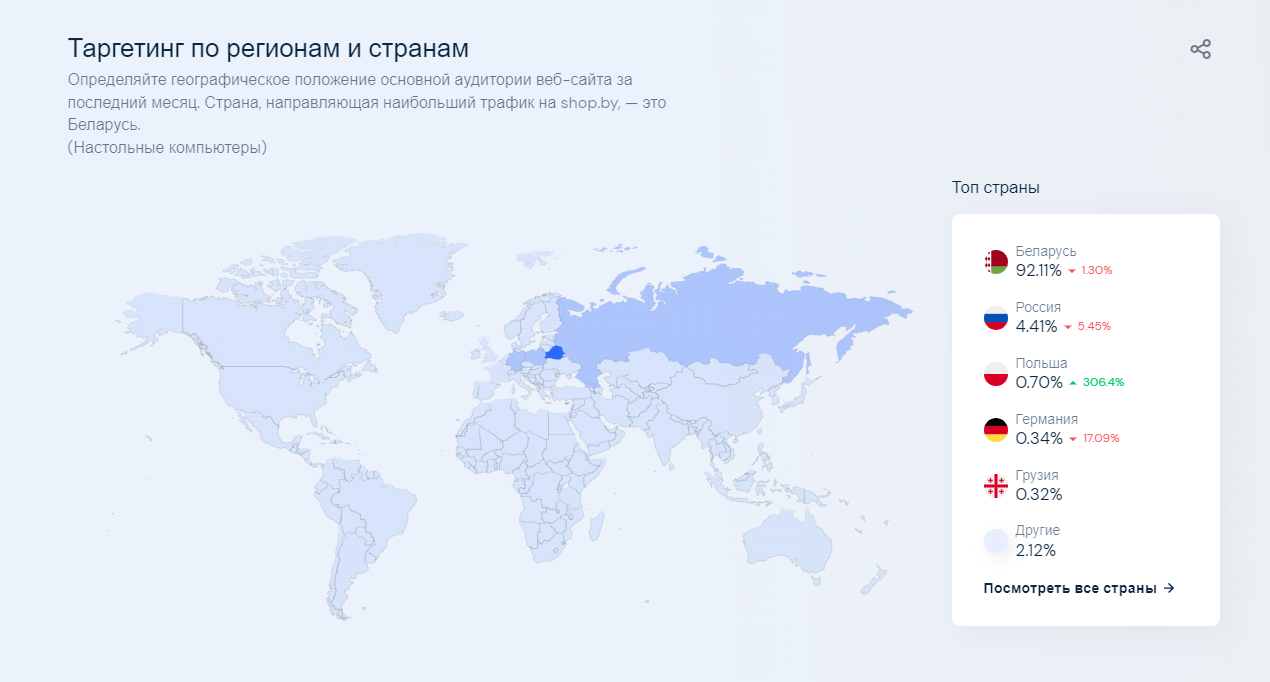 Таргетинг по регионам и странам
Определяйте географическое положение основной аудитории веб-сайта за
последний месяц. Страна, направляющая наибольший трафик на shop.by, — это
Беларусь.
(Настольные компьютеры)
Топ страны
Беларусь
92.11% 1.30%
Россия
4.41% 5.45%
Польша
0.70% 306.4%
Германия
0.34% 17.09%
Грузия
0.32%
Другие
2.12%
Посмотреть все страны →